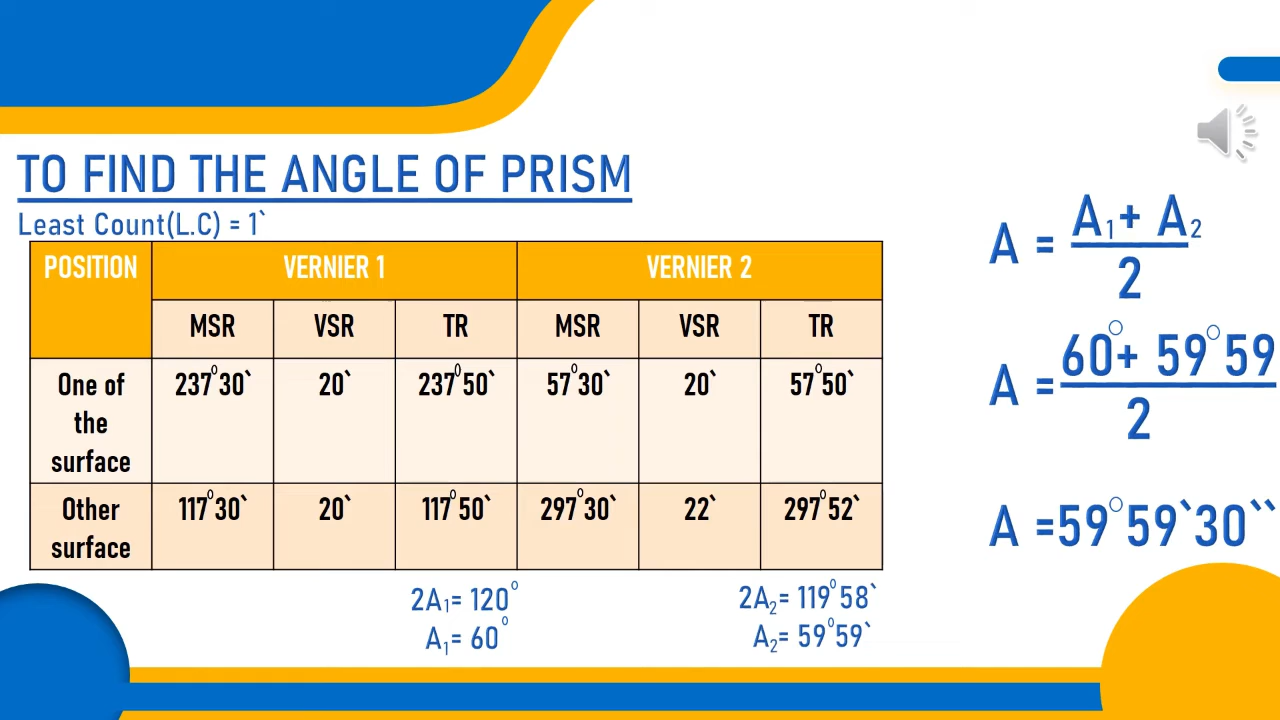 TO FIND THE ANGLE OF PRISM
Least Count(L.C) = 1`
POSITION VERNIER 1 VERNIER 2
MSR VSR TR MSR VSR TR
One of the surface 237°30` 20` 237°50` 57°30` 20` 57°50`
Other surface 117°30` 20` 117°50` 297°30` 22` 297°52`
2A₁= 120° 2A₂= 119°58`
A₁= 60° A₂= 59°59`
A = A₁+ A₂
2
A = 60°+ 59°59
2
A =59°59`30``